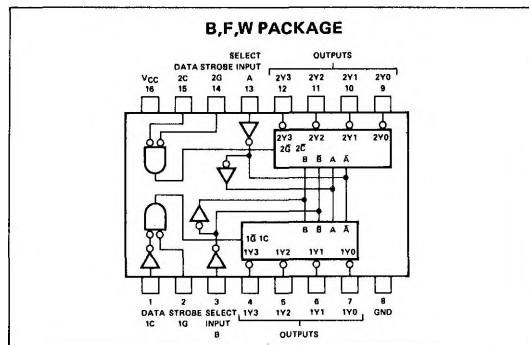 B,F,W PACKAGE
SELECT
DATA STROBE INPUT
OUTPUTS
VCC 2C 2G A 2Y3 2Y2 2Y1 2Y0
16 15 14 13 12 11 10 9
2Y3 2Y2 2Y1 2Y0
2G̅ 2C̅
B B̅ A A̅
B B̅ A A̅
1G̅ 1C
1Y3 1Y2 1Y1 1Y0
1 2 3 4 5 6 7 8
DATA STROBE SELECT 1Y3 1Y2 1Y1 1Y0 GND
1C 1G INPUT
B
OUTPUTS